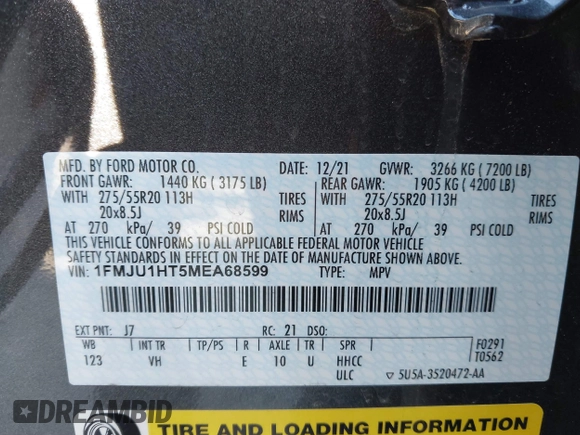 MFD. BY FORD MOTOR CO. DATE: 12/21 GVWR: 3266 KG ( 7200 LB)
FRONT GAWR: 1440 KG ( 3175 LB) REAR GAWR: 1905 KG ( 4200 LB)
WITH 275/55R20 113H TIRES WITH 275/55R20 113H TIRES
20x8.5J RIMS 20x8.5J RIMS
AT 270 kPa/ 39 PSI COLD AT 270 kPa/ 39 PSI COLD
THIS VEHICLE CONFORMS TO ALL APPLICABLE FEDERAL MOTOR VEHICLE
SAFETY STANDARDS IN EFFECT ON THE DATE OF MANUFACTURE SHOWN ABOVE.
VIN: 1FMJU1HT5MEA68599 TYPE: MPV
EXT PNT: J7 RC: 21 DSO:
WB INT TR TP/PS R AXLE TR SPR F0291
123 VH E 10 U HHCC T0562
ULC ▽ 5U5A-3520472-AA
TIRE AND LOADING INFORMATION
DREAMBID